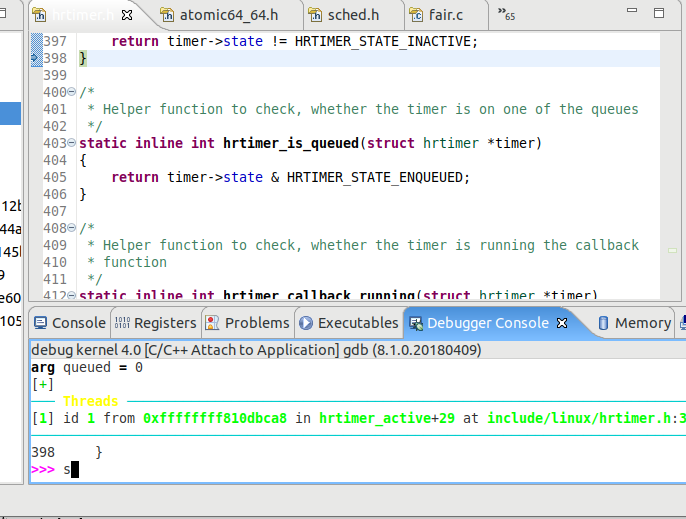 hrtimer.h atomic64_64.h sched.h fair.c »65
397 return timer->state != HRTIMER_STATE_INACTIVE;
398 }
399
400 /*
401 * Helper function to check, whether the timer is on one of the queues
402 */
403 static inline int hrtimer_is_queued(struct hrtimer *timer)
404 {
405 return timer->state & HRTIMER_STATE_ENQUEUED;
406 }
407
408 /*
409 * Helper function to check, whether the timer is running the callback
410 * function
411 */
412 static inline int hrtimer_callback_running(struct hrtimer *timer)
12b
44a
145b
9
e60
105
Console Registers Problems Executables Debugger Console Memory
debug kernel 4.0 [C/C++ Attach to Application] gdb (8.1.0.20180409)
arg queued = 0
[+]
Threads
[1] id 1 from 0xffffffff810dbca8 in hrtimer_active+29 at include/linux/hrtimer.h:3
398 }
>>> s